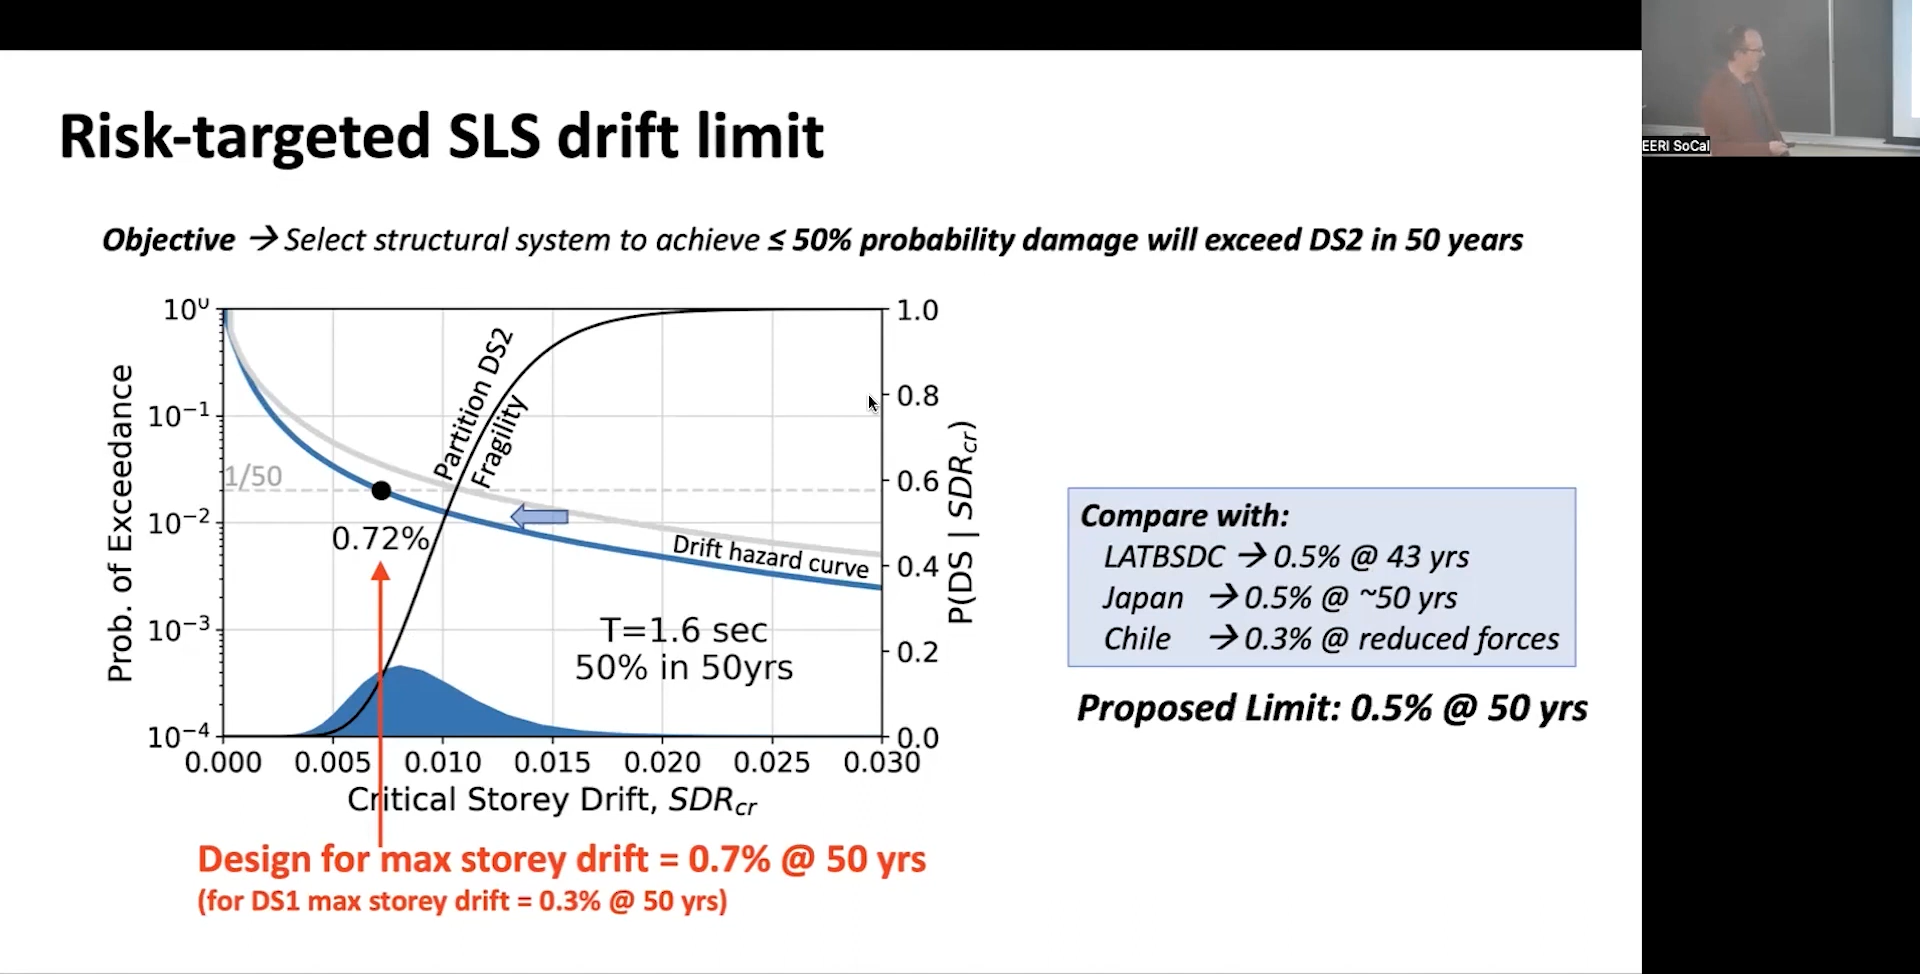 EERI SoCal
Risk-targeted SLS drift limit
Objective → Select structural system to achieve ≤ 50% probability damage will exceed DS2 in 50 years
10⁰
10⁻¹
10⁻²
10⁻³
10⁻⁴
Prob. of Exceedance
1/50
0.72%
Partition DS2
Fragility
Drift hazard curve
T=1.6 sec
50% in 50yrs
1.0
0.8
0.6
0.4
0.2
0.0
P(DS | SDRcr)
0.000 0.005 0.010 0.015 0.020 0.025 0.030
Critical Storey Drift, SDRcr
Design for max storey drift = 0.7% @ 50 yrs
(for DS1 max storey drift = 0.3% @ 50 yrs)
Compare with:
LATBSDC → 0.5% @ 43 yrs
Japan → 0.5% @ ~50 yrs
Chile → 0.3% @ reduced forces
Proposed Limit: 0.5% @ 50 yrs